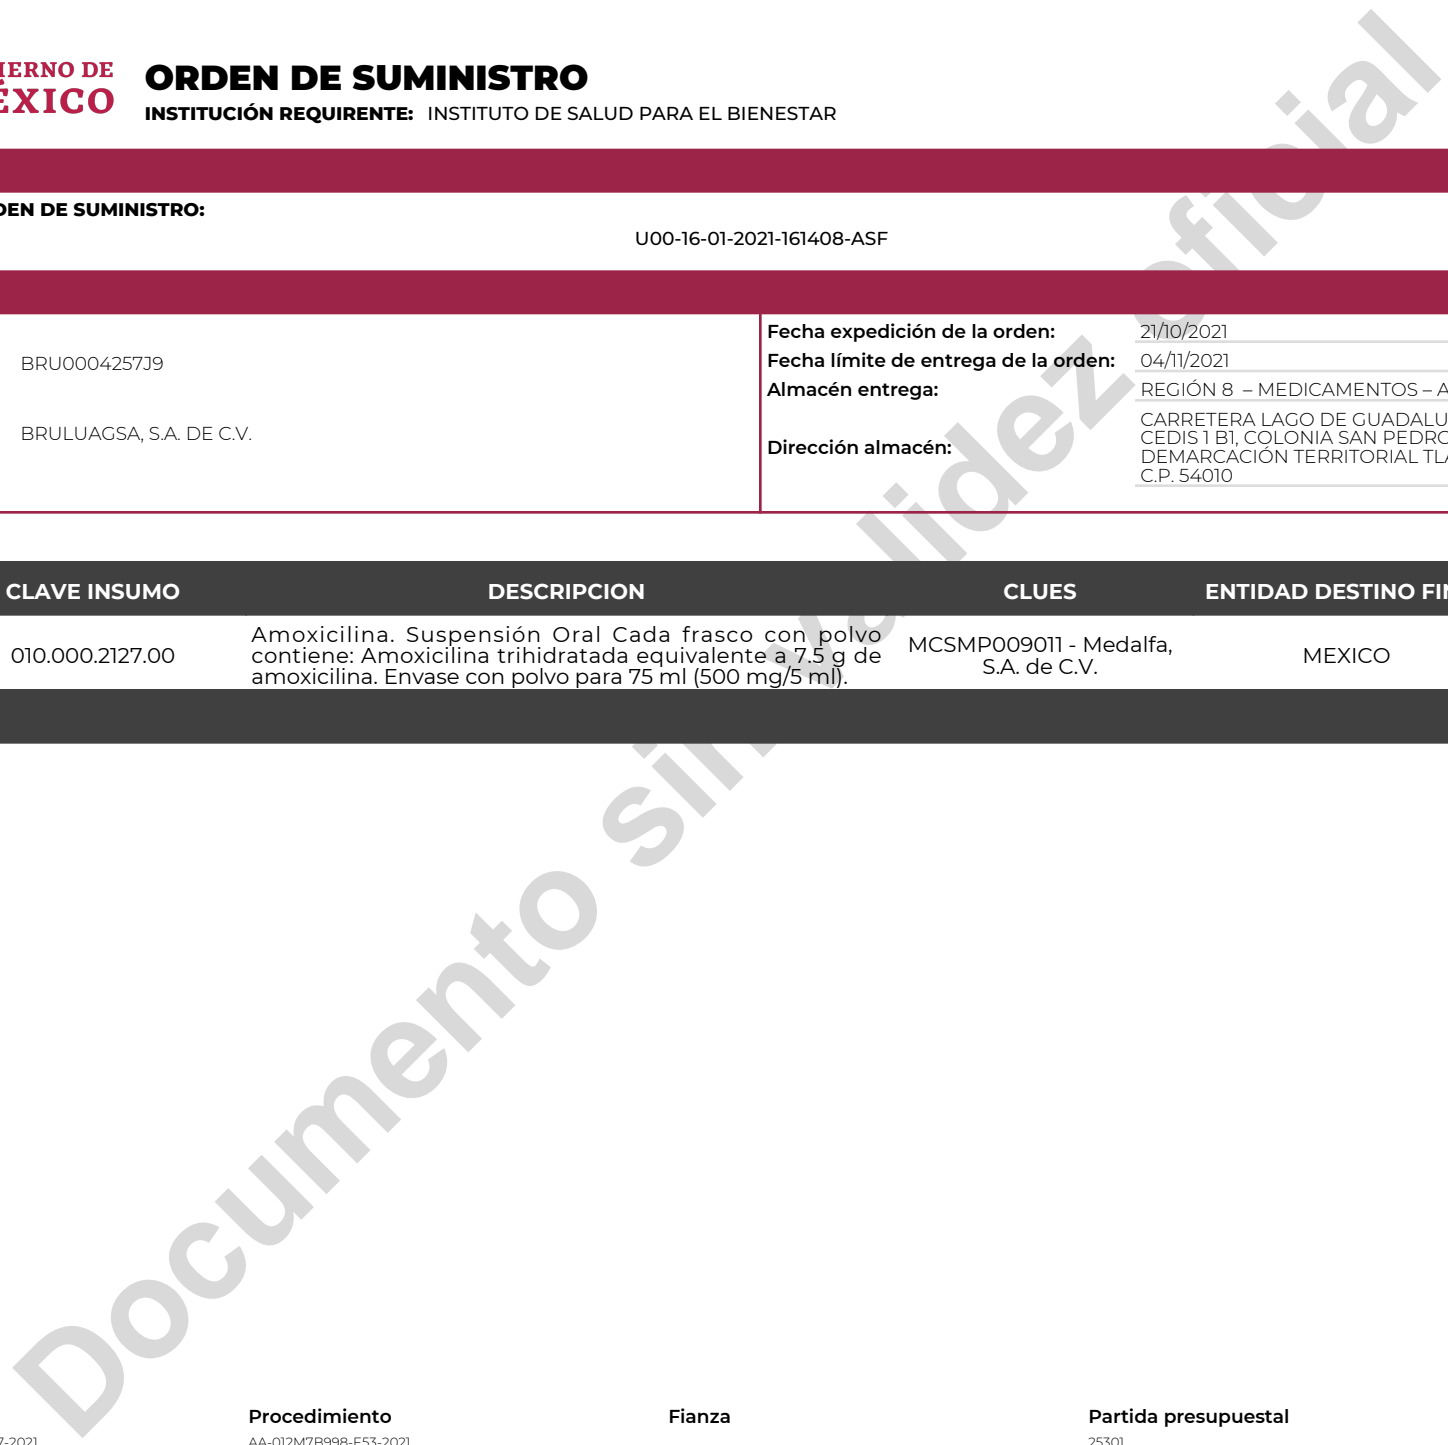 ORDEN DE SUMINISTRO
INSTITUCIÓN REQUIRENTE: INSTITUTO DE SALUD PARA EL BIENESTAR
IERNO DE
ÉXICO
DEN DE SUMINISTRO:
U00-16-01-2021-161408-ASF
BRU0004257J9
BRULUAGSA, S.A. DE C.V.
Fecha expedición de la orden: 21/10/2021
Fecha límite de entrega de la orden: 04/11/2021
Almacén entrega: REGIÓN 8 – MEDICAMENTOS – A
Dirección almacén:
CARRETERA LAGO DE GUADALU
CEDIS 1 B1, COLONIA SAN PEDRO
DEMARCACIÓN TERRITORIAL TLA
C.P. 54010
CLAVE INSUMO DESCRIPCION CLUES ENTIDAD DESTINO FIN
010.000.2127.00
Amoxicilina. Suspensión Oral Cada frasco con polvo
contiene: Amoxicilina trihidratada equivalente a 7.5 g de
amoxicilina. Envase con polvo para 75 ml (500 mg/5 ml).
MCSMP009011 - Medalfa,
S.A. de C.V.
MEXICO
Documento sin validez oficial
Procedimiento Fianza Partida presupuestal
7-2021 AA-012M7B998-E53-2021 25301